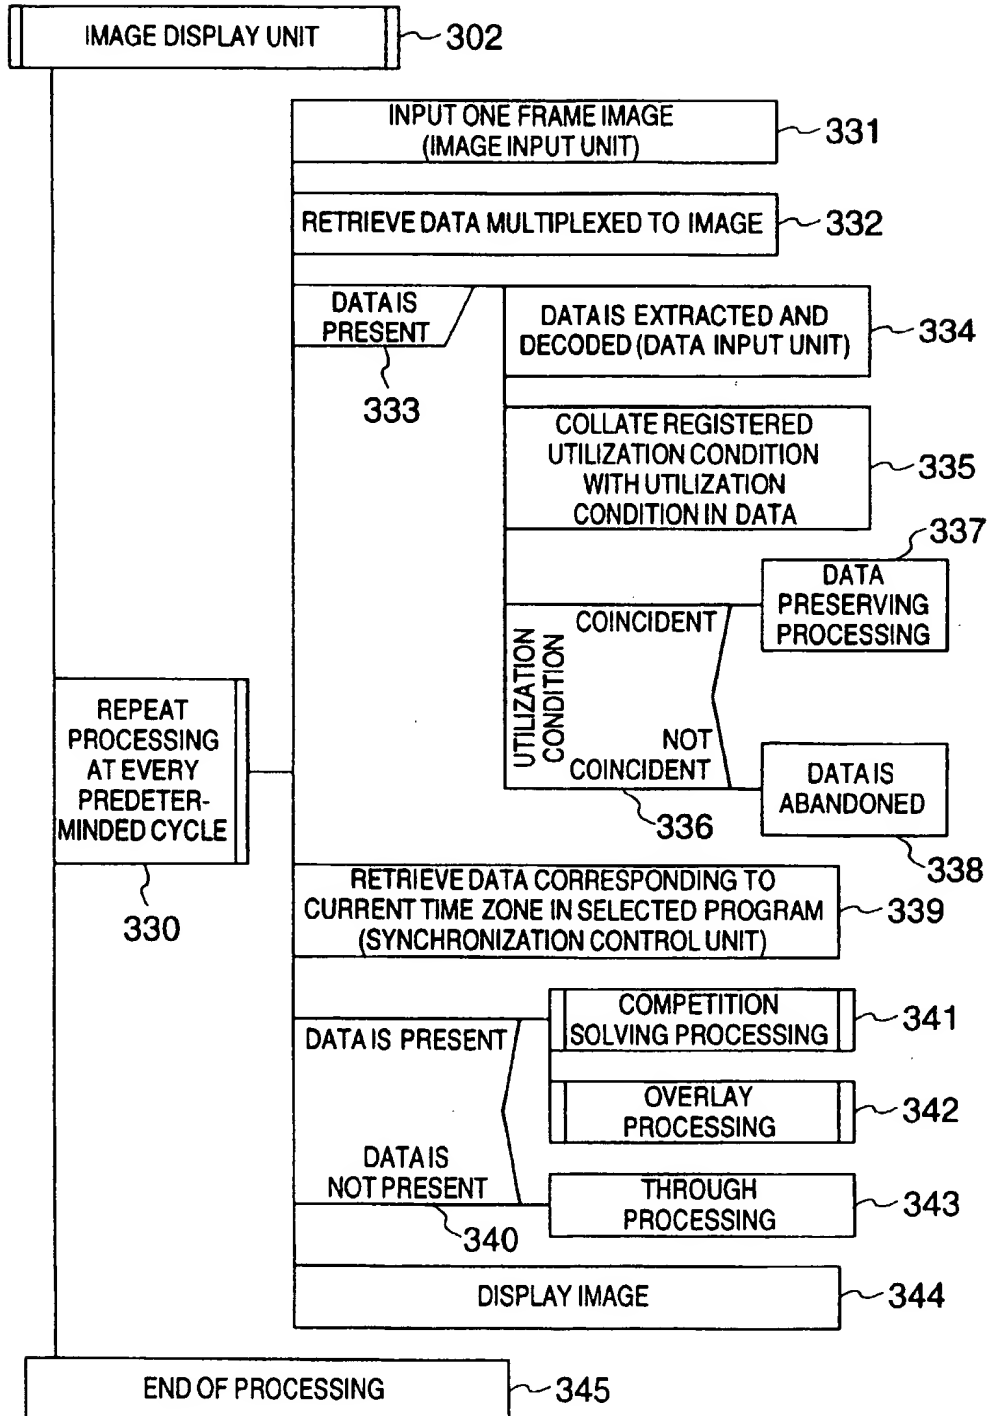 IMAGE DISPLAY UNIT
302
INPUT ONE FRAME IMAGE
(IMAGE INPUT UNIT)
331
RETRIEVE DATA MULTIPLEXED TO IMAGE
332
DATA IS
PRESENT
333
DATA IS EXTRACTED AND
DECODED (DATA INPUT UNIT)
334
COLLATE REGISTERED
UTILIZATION CONDITION
WITH UTILIZATION
CONDITION IN DATA
335
UTILIZATION
CONDITION
COINCIDENT
NOT
COINCIDENT
336
337
DATA
PRESERVING
PROCESSING
DATA IS
ABANDONED
338
REPEAT
PROCESSING
AT EVERY
PREDETER-
MINDED CYCLE
330
RETRIEVE DATA CORRESPONDING TO
CURRENT TIME ZONE IN SELECTED PROGRAM
(SYNCHRONIZATION CONTROL UNIT)
339
DATA IS PRESENT
DATA IS
NOT PRESENT
340
COMPETITION
SOLVING PROCESSING
341
OVERLAY
PROCESSING
342
THROUGH
PROCESSING
343
DISPLAY IMAGE
344
END OF PROCESSING
345